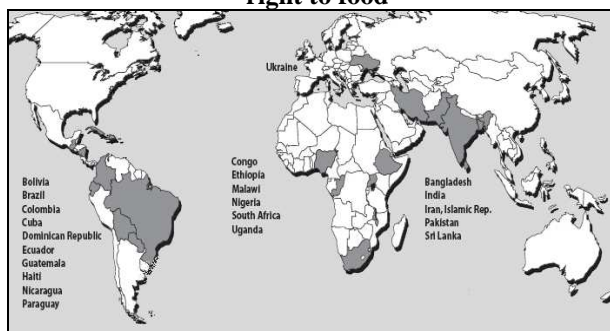 right to food
Ukraine
Bolivia
Brazil
Colombia
Cuba
Dominican Republic
Ecuador
Guatemala
Haiti
Nicaragua
Paraguay
Congo
Ethiopia
Malawi
Nigeria
South Africa
Uganda
Bangladesh
India
Iran, Islamic Rep.
Pakistan
Sri Lanka